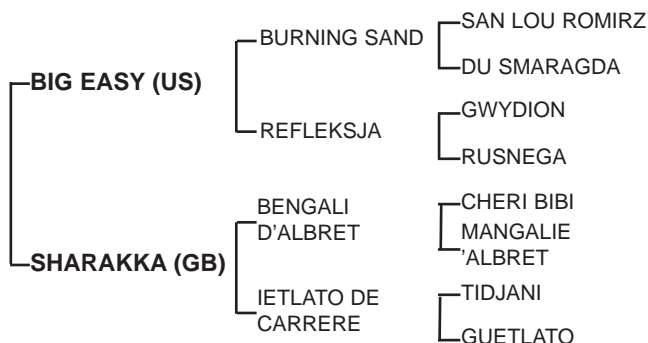 SAN LOU ROMIRZ
BURNING SAND
DU SMARAGDA
BIG EASY (US)
GWYDION
REFLEKSJA
RUSNEGA
BENGALI
D'ALBRET
CHERI BIBI
MANGALIE
'ALBRET
SHARAKKA (GB)
IETLATO DE
CARRERE
TIDJANI
GUETLATO